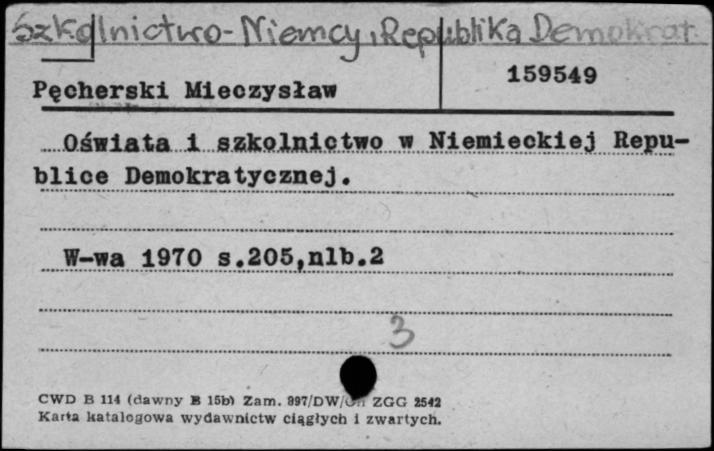 Szkolnictwo - Niemcy, Republika Demokrat.
159549
Pęcherski Mieczysław
Oświata i szkolnictwo w Niemieckiej Repu-
blice Demokratycznej.
W-wa 1970 s.205,nlb.2
3
CWD B 114 (dawny B 15b) Zam. 897/DW/ ZGG 2542
Karta katalogowa wydawnictw ciągłych i zwartych.